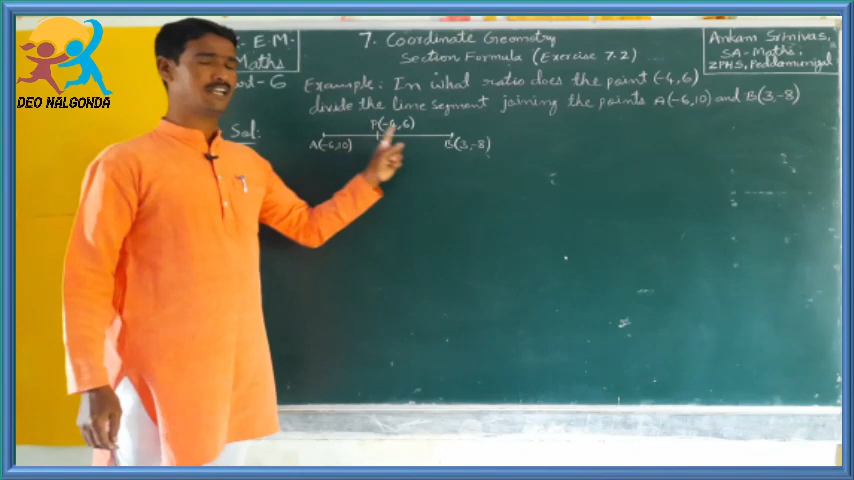 DEO NALGONDA
E.M-
Maths
7. Coordinate Geometry
Section Formula (Exercise 7.2)
Ankam Srinivas,
SA-Maths,
ZPHS, Peddamunigal
Example: In what ratio does the point (-4,6)
divide the line segment joining the points A(-6,10) and B(3,-8)
Sol:
P(-4,6)
A(-6,10)
B(3,-8)